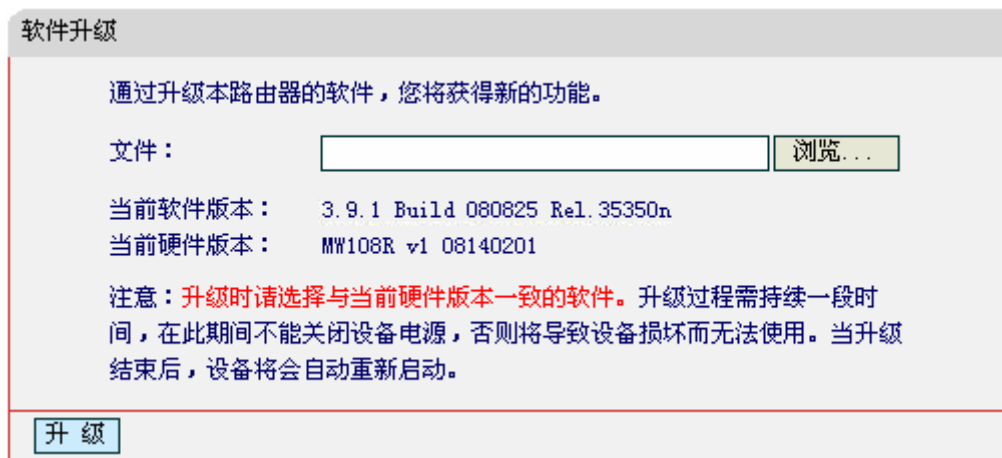 软件升级
通过升级本路由器的软件，您将获得新的功能。
文件： 浏览...
当前软件版本： 3.9.1 Build 080825 Rel.35350n
当前硬件版本： MW108R v1 08140201
注意：升级时请选择与当前硬件版本一致的软件。升级过程需持续一段时
间，在此期间不能关闭设备电源，否则将导致设备损坏而无法使用。当升级
结束后，设备将会自动重新启动。
升 级